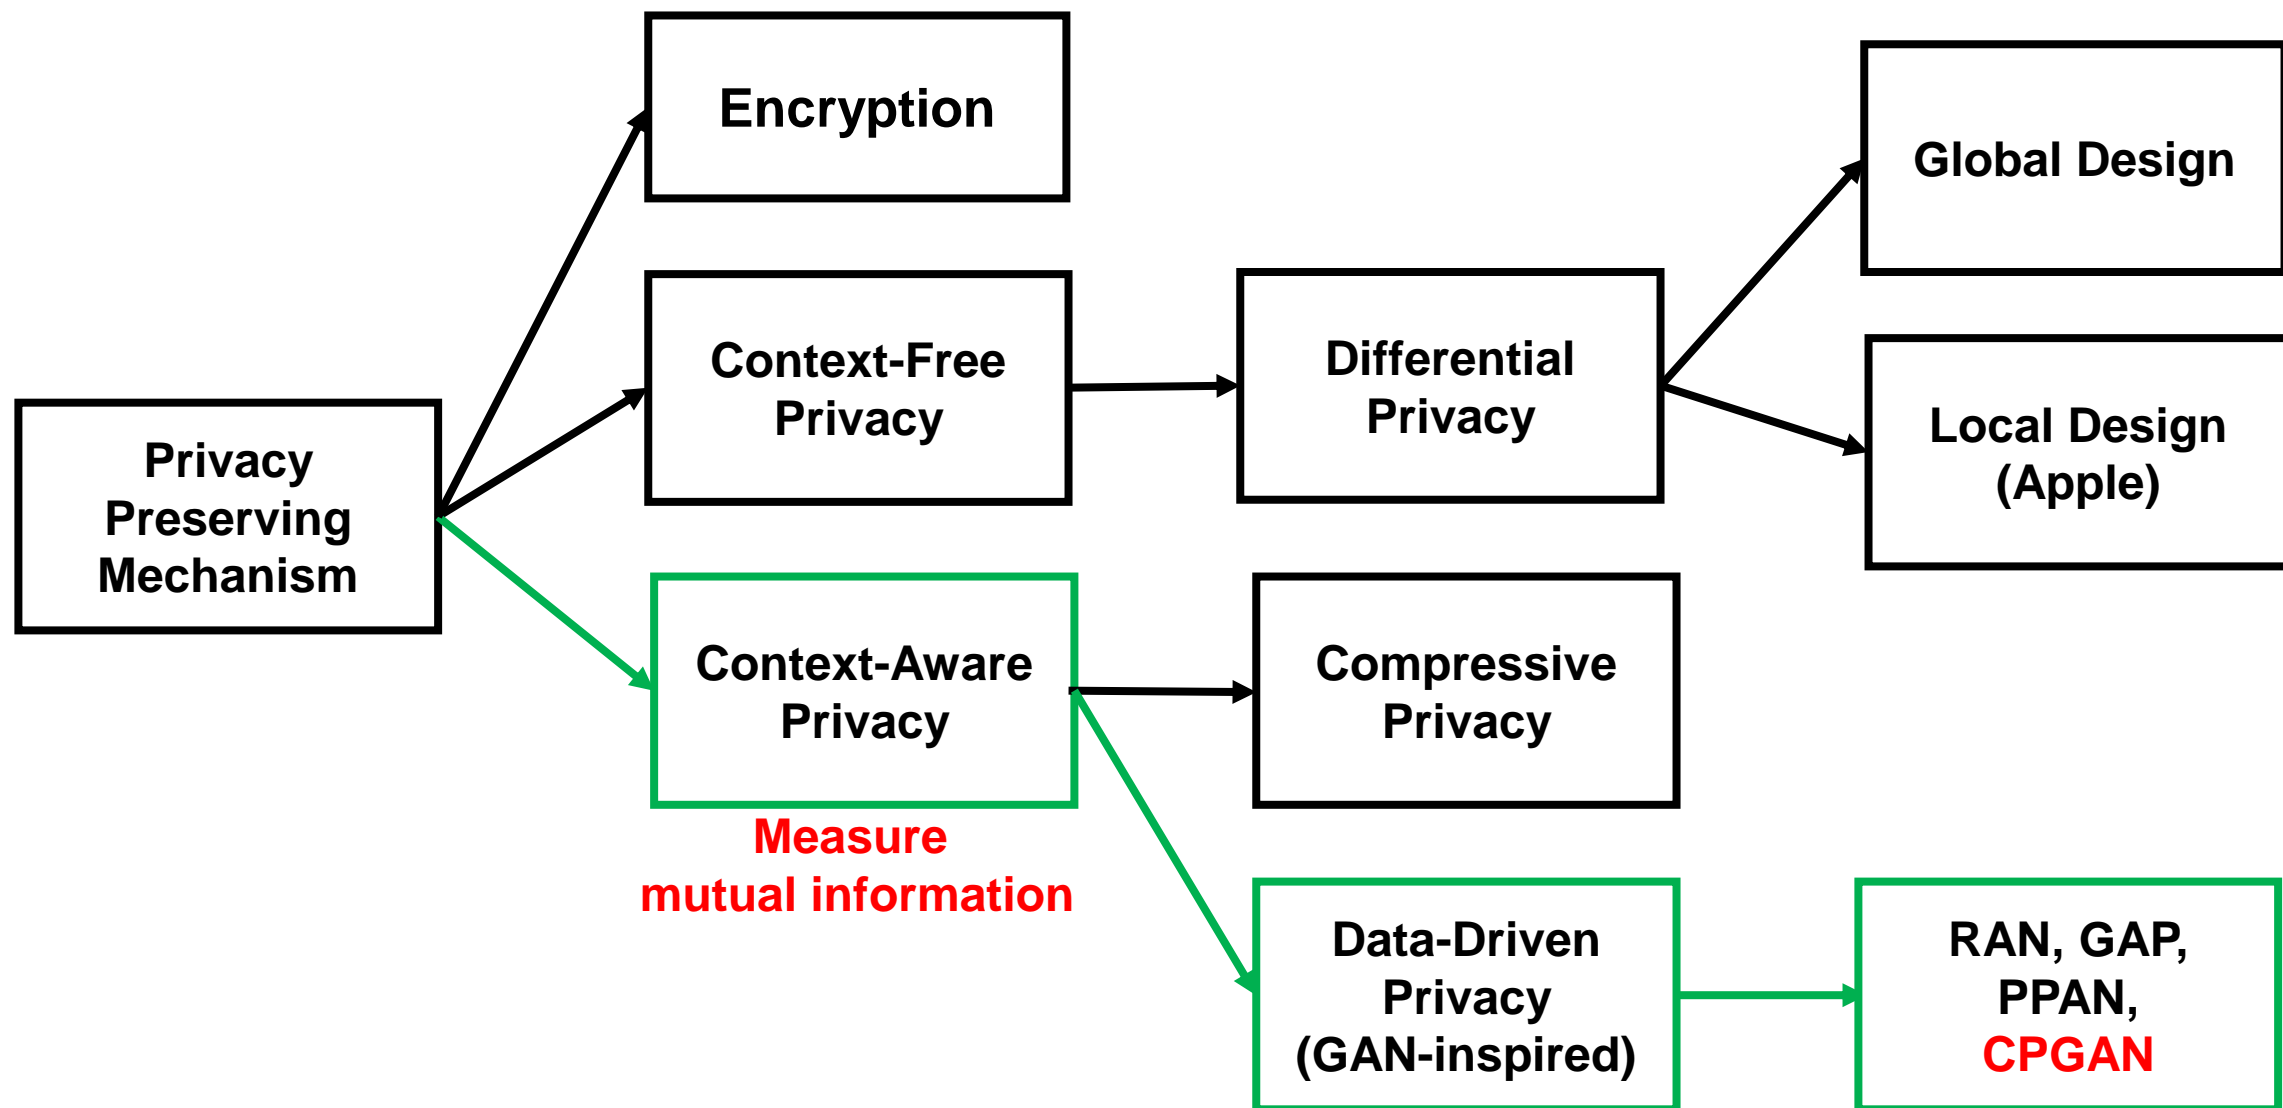 Encryption
Global Design
Context-Free
Privacy
Differential
Privacy
Local Design
(Apple)
Privacy
Preserving
Mechanism
Context-Aware
Privacy
Compressive
Privacy
Measure
mutual information
Data-Driven
Privacy
(GAN-inspired)
RAN, GAP,
PPAN,
CPGAN